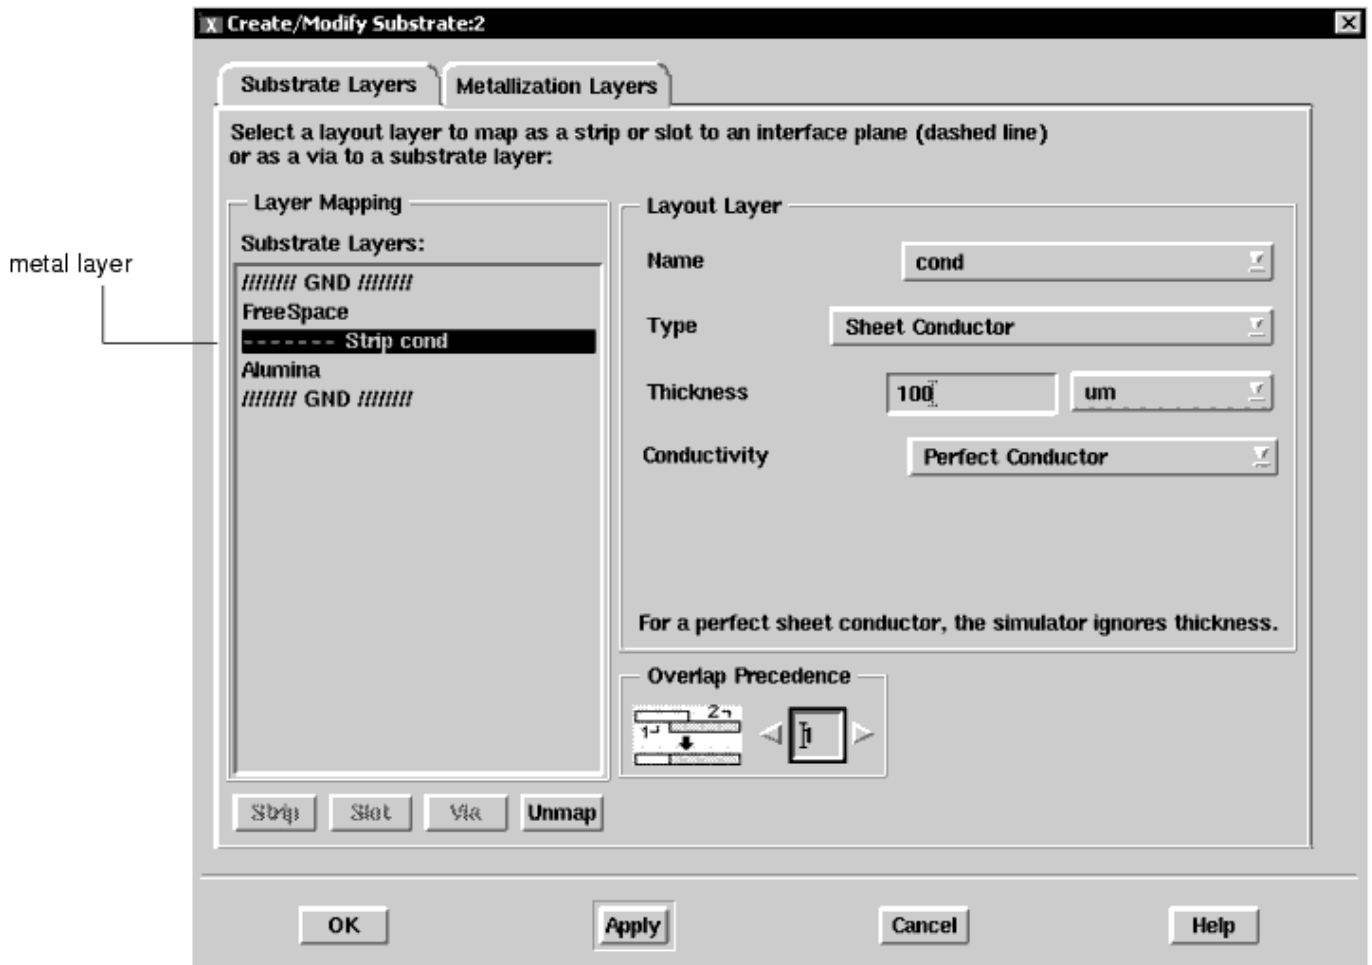 X Create/Modify Substrate:2
Substrate Layers
Metallization Layers
Select a layout layer to map as a strip or slot to an interface plane (dashed line)
or as a via to a substrate layer:
Layer Mapping
Substrate Layers:
//////// GND ////////
FreeSpace
------- Strip cond
Alumina
//////// GND ////////
metal layer
Strip
Slot
Via
Unmap
Layout Layer
Name
cond
Type
Sheet Conductor
Thickness
100
um
Conductivity
Perfect Conductor
For a perfect sheet conductor, the simulator ignores thickness.
Overlap Precedence
2
1
1
OK
Apply
Cancel
Help